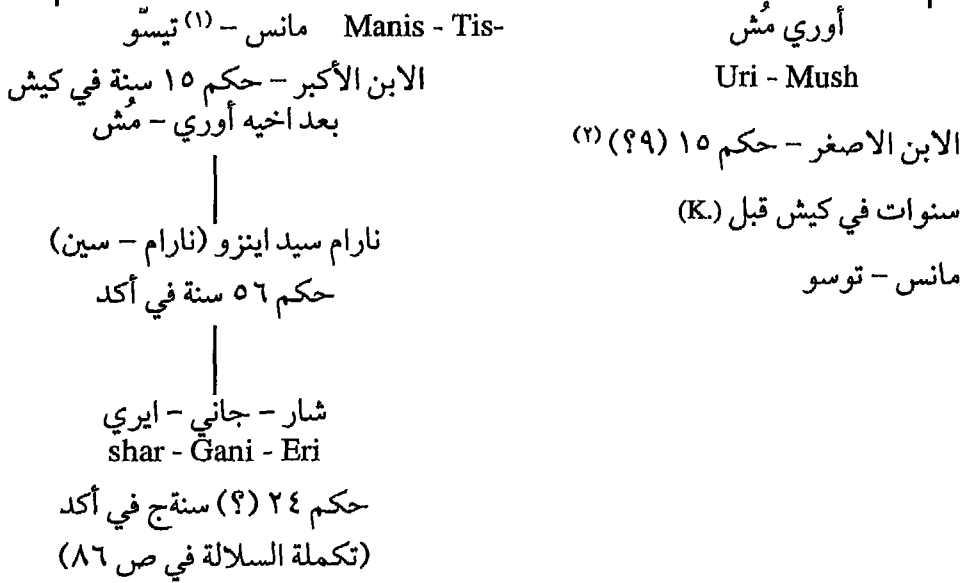 أوري مُش
Uri - Mush
الابن الاصغر – حكم ١٥ (٩؟) (٢)
سنوات في كيش قبل (K.)
مانس – توسو
مانس – (١) تيسّو Manis - Tis-
الابن الأكبر – حكم ١٥ سنة في كيش
بعد اخيه أوري – مُش
نارام سيد اينزو (نارام – سين)
حكم ٥٦ سنة في أكد
شار – جاني – ايري
shar - Gani - Eri
حكم ٢٤ (؟) سنةج في أكد
(تكملة السلالة في ص ٨٦)